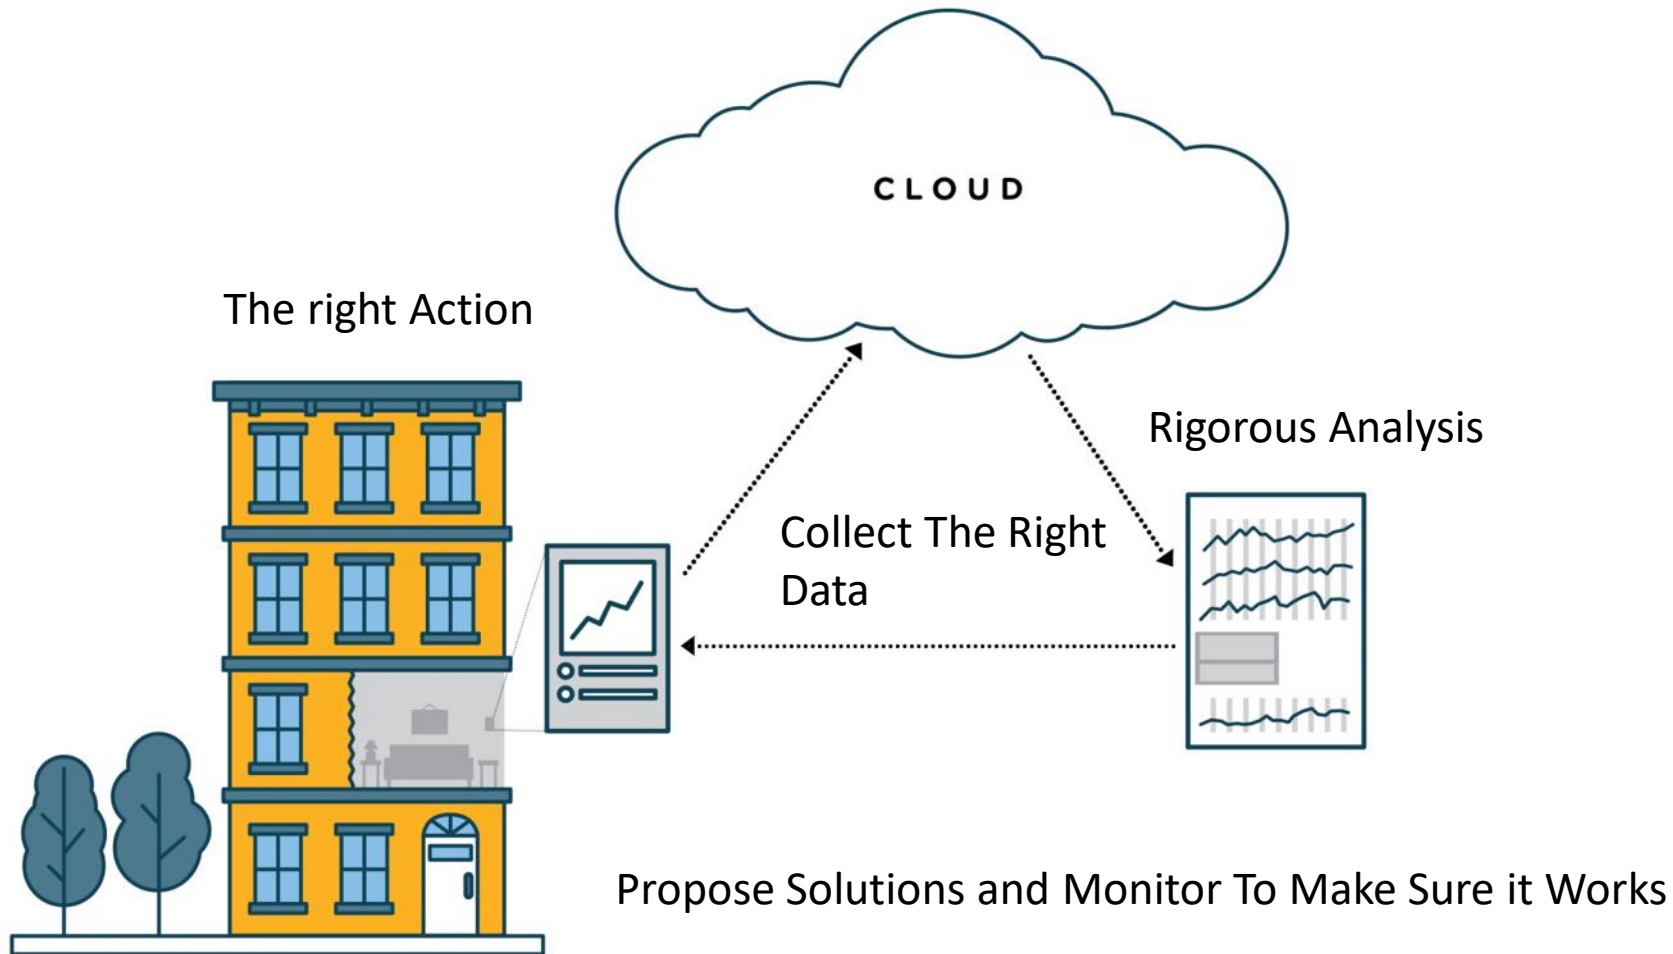 CLOUD
The right Action
Rigorous Analysis
Collect The Right
Data
Propose Solutions and Monitor To Make Sure it Works